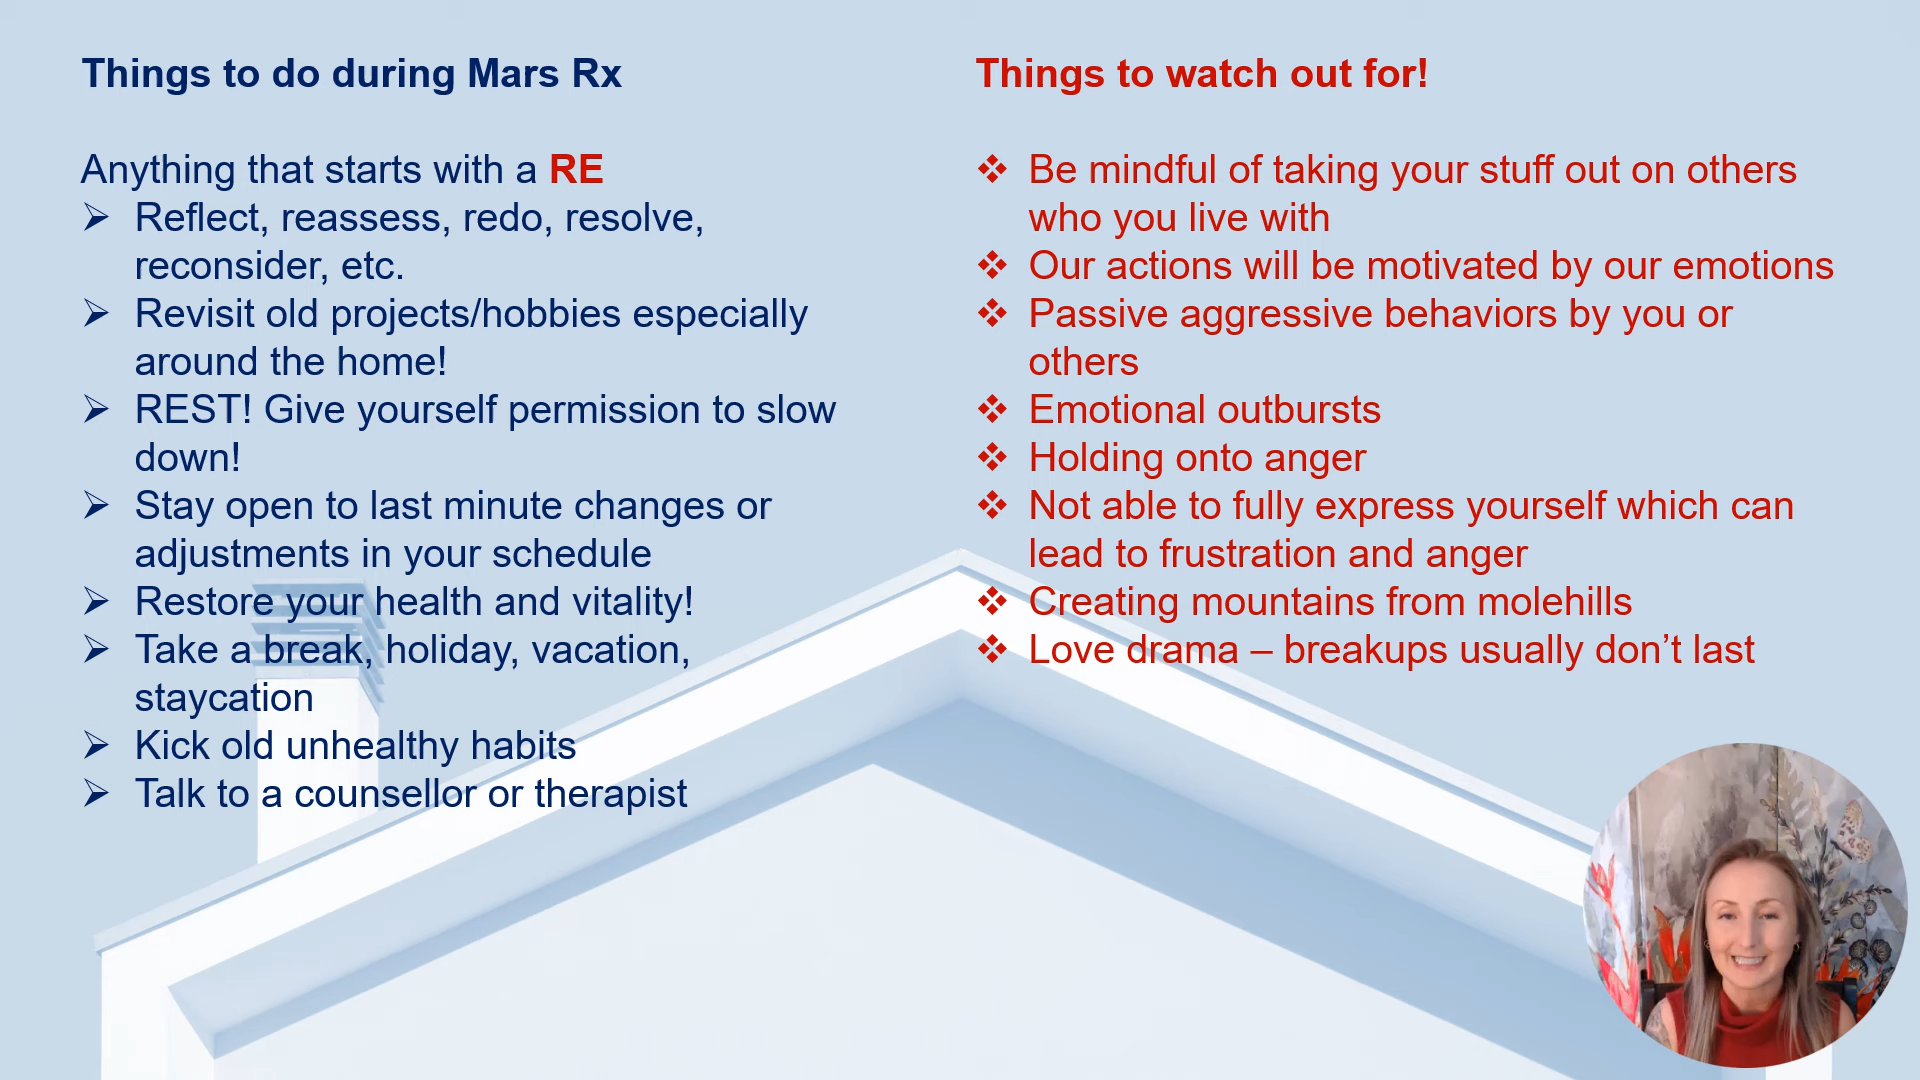 Things to do during Mars Rx
Anything that starts with a RE
Reflect, reassess, redo, resolve,
reconsider, etc.
Revisit old projects/hobbies especially
around the home!
REST! Give yourself permission to slow
down!
Stay open to last minute changes or
adjustments in your schedule
Restore your health and vitality!
Take a break, holiday, vacation,
staycation
Kick old unhealthy habits
Talk to a counsellor or therapist
Things to watch out for!
Be mindful of taking your stuff out on others
who you live with
Our actions will be motivated by our emotions
Passive aggressive behaviors by you or
others
Emotional outbursts
Holding onto anger
Not able to fully express yourself which can
lead to frustration and anger
Creating mountains from molehills
Love drama – breakups usually don’t last